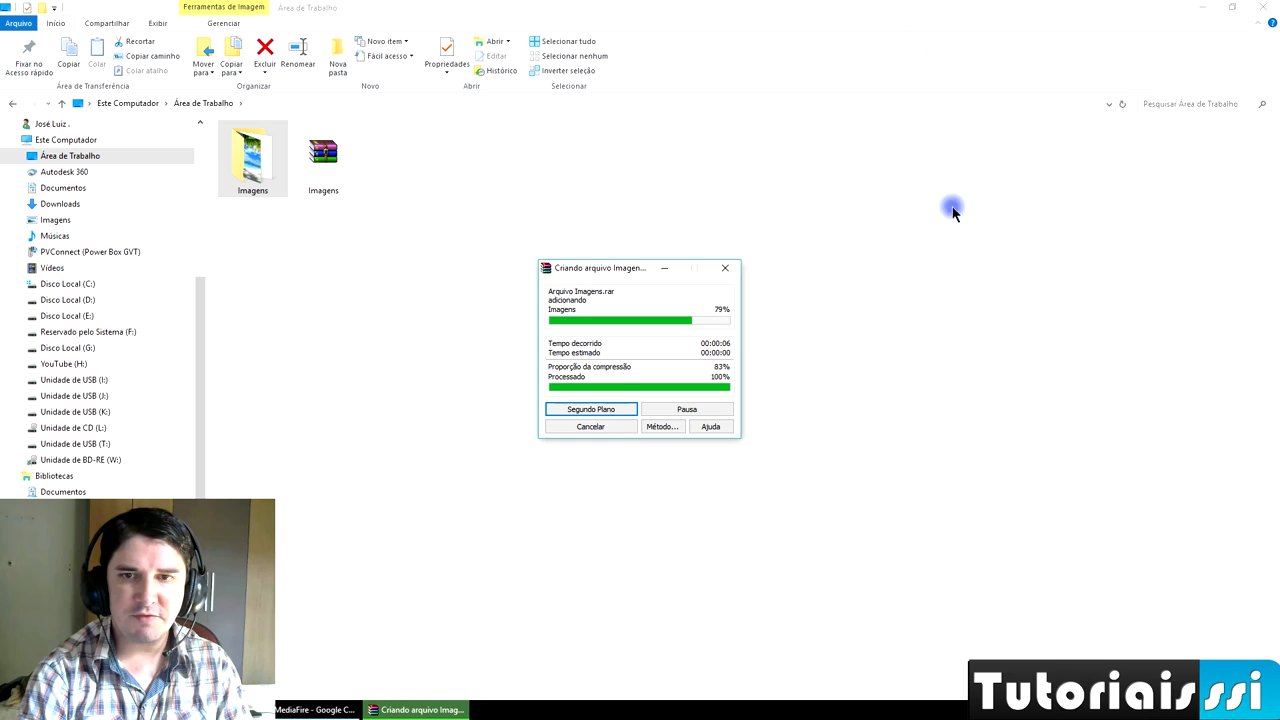 Ferramentas de Imagem
Área de Trabalho
Arquivo
Início
Compartilhar
Exibir
Gerenciar
Fixar no
Acesso rápido
Copiar
Colar
Recortar
Copiar caminho
Colar atalho
Mover
para
Copiar
para
Excluir
Renomear
Nova
pasta
Novo item
Fácil acesso
Propriedades
Abrir
Editar
Histórico
Selecionar tudo
Selecionar nenhum
Inverter seleção
Área de Transferência
Organizar
Novo
Abrir
Selecionar
Este Computador
Área de Trabalho
Pesquisar Área de Trabalho
José Luiz .
Este Computador
Área de Trabalho
Autodesk 360
Documentos
Downloads
Imagens
Músicas
PVConnect (Power Box GVT)
Vídeos
Disco Local (C:)
Disco Local (D:)
Disco Local (E:)
Reservado pelo Sistema (F:)
Disco Local (G:)
YouTube (H:)
Unidade de USB (I:)
Unidade de USB (J:)
Unidade de USB (K:)
Unidade de CD (L:)
Unidade de USB (T:)
Unidade de BD-RE (W:)
Bibliotecas
Documentos
Imagens
Imagens
Criando arquivo Imagen...
Arquivo Imagens.rar
adicionando
Imagens 79%
Tempo decorrido 00:00:06
Tempo estimado 00:00:00
Proporção da compressão 83%
Processado 100%
Segundo Plano
Pausa
Cancelar
Método...
Ajuda
MediaFire - Google C...
Criando arquivo Imag...
Tutoriaisssi